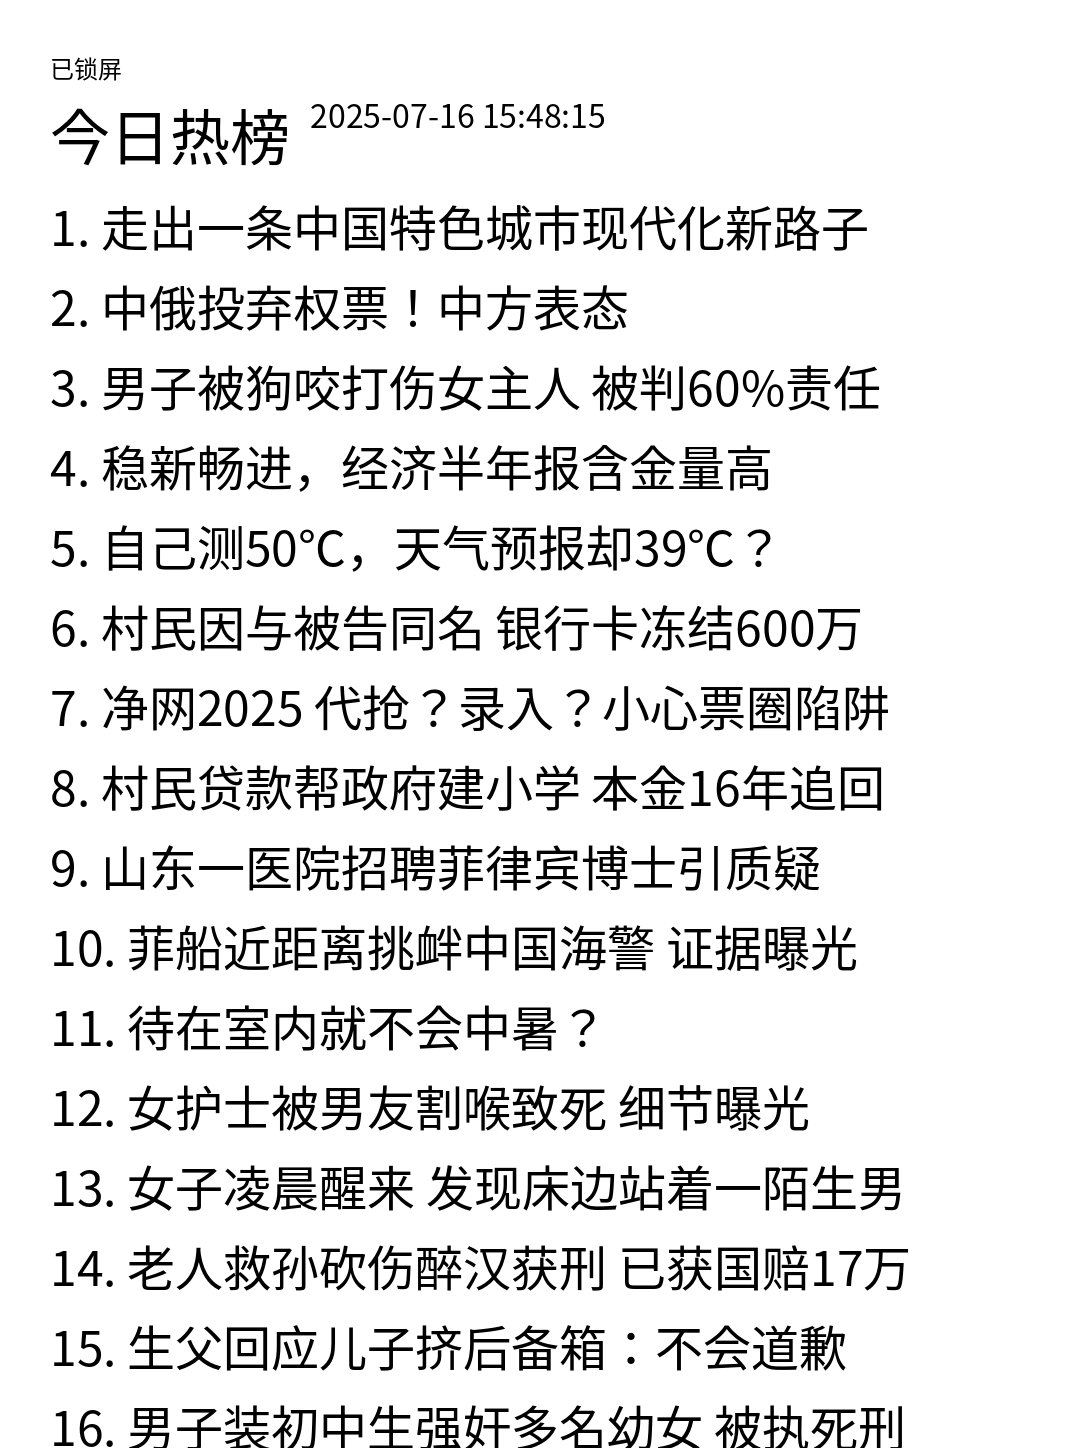 已锁屏
今日热榜 2025-07-16 15:48:15
1. 走出一条中国特色城市现代化新路子
2. 中俄投弃权票！中方表态
3. 男子被狗咬打伤女主人 被判60%责任
4. 稳新畅进，经济半年报含金量高
5. 自己测50℃，天气预报却39℃？
6. 村民因与被告同名 银行卡冻结600万
7. 净网2025 代抢？录入？小心票圈陷阱
8. 村民贷款帮政府建小学 本金16年追回
9. 山东一医院招聘菲律宾博士引质疑
10. 菲船近距离挑衅中国海警 证据曝光
11. 待在室内就不会中暑？
12. 女护士被男友割喉致死 细节曝光
13. 女子凌晨醒来 发现床边站着一陌生男
14. 老人救孙砍伤醉汉获刑 已获国赔17万
15. 生父回应儿子挤后备箱：不会道歉
16. 男子装初中生强奸多名幼女 被执死刑